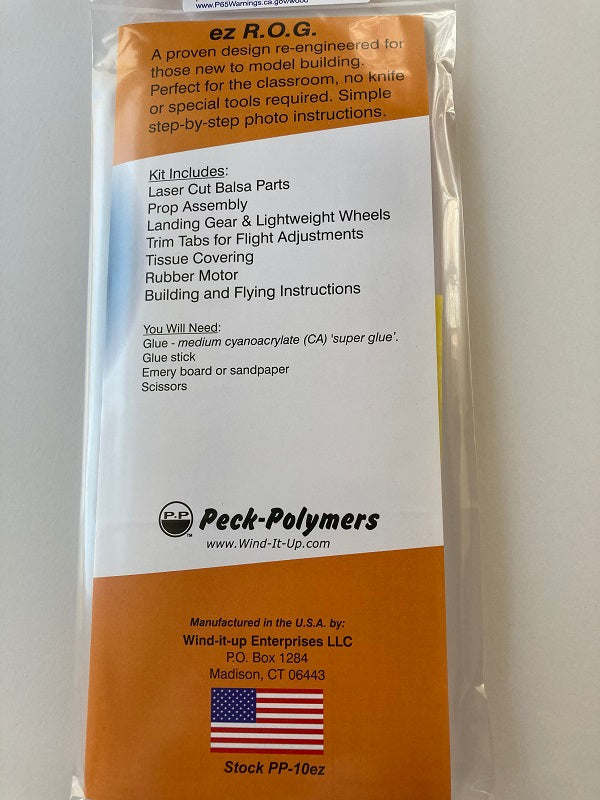 www.P65Warnings.ca.gov/wood
ez R.O.G.
A proven design re-engineered for
those new to model building.
Perfect for the classroom, no knife
or special tools required. Simple
step-by-step photo instructions.
Kit Includes:
Laser Cut Balsa Parts
Prop Assembly
Landing Gear & Lightweight Wheels
Trim Tabs for Flight Adjustments
Tissue Covering
Rubber Motor
Building and Flying Instructions
You Will Need:
Glue - medium cyanoacrylate (CA) 'super glue'.
Glue stick
Emery board or sandpaper
Scissors
P.P Peck-Polymers
TM
www.Wind-It-Up.com
Manufactured in the U.S.A. by:
Wind-it-up Enterprises LLC
P.O. Box 1284
Madison, CT 06443
Stock PP-10ez